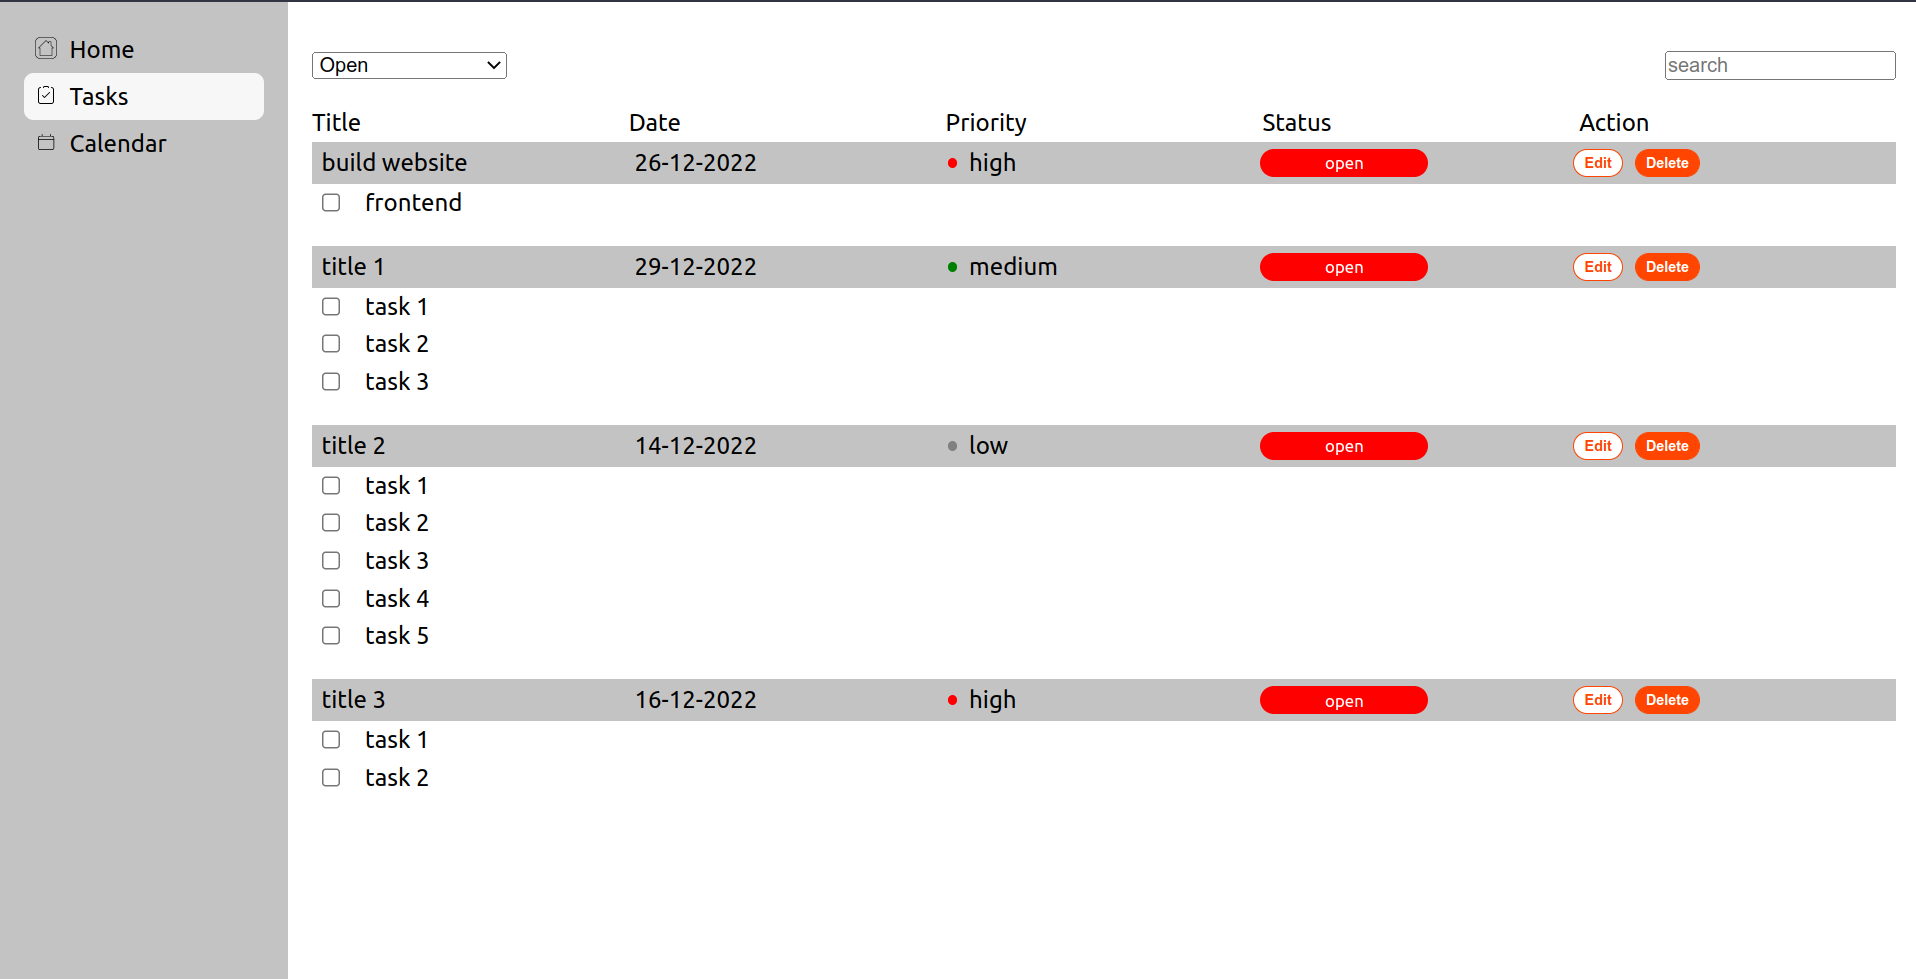 Home
Tasks
Calendar
Open
search
Title Date Priority Status Action
build website 26-12-2022 high open Edit Delete
frontend
title 1 29-12-2022 medium open Edit Delete
task 1
task 2
task 3
title 2 14-12-2022 low open Edit Delete
task 1
task 2
task 3
task 4
task 5
title 3 16-12-2022 high open Edit Delete
task 1
task 2